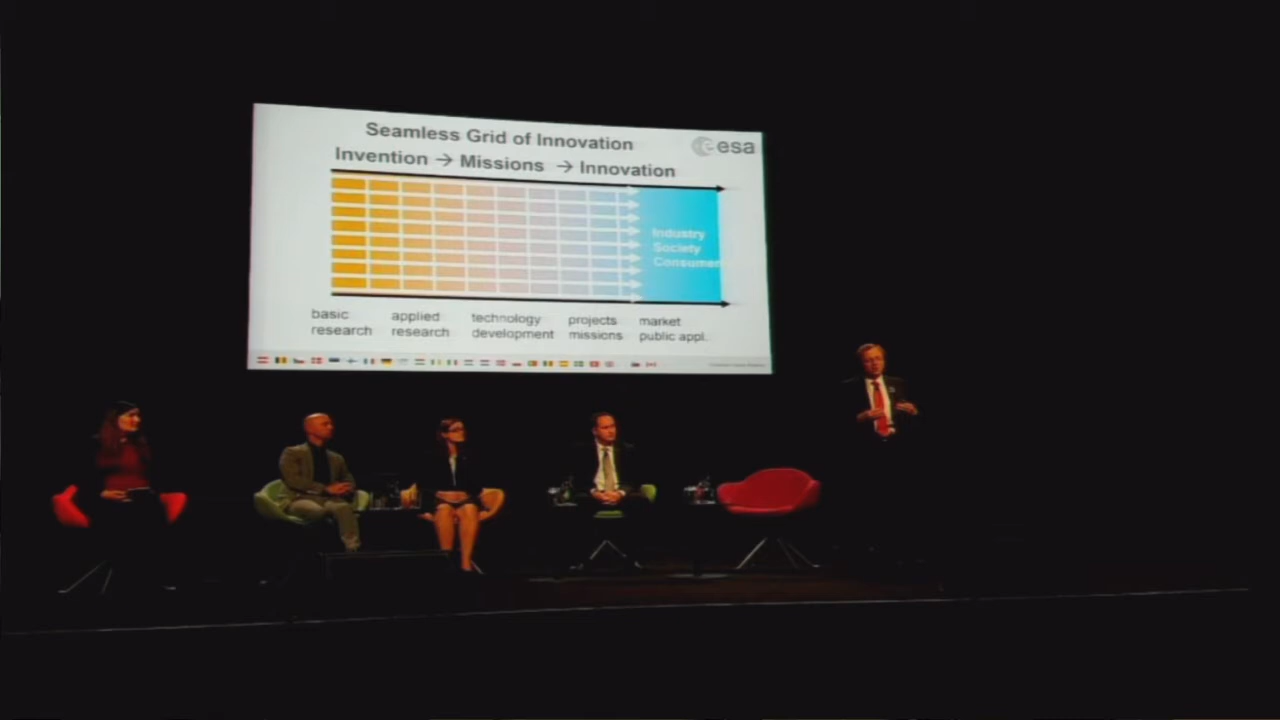 Seamless Grid of Innovation
esa
Invention → Missions → Innovation
Industry
Society
Consumer
basic research
applied research
technology development
projects missions
market public appl.